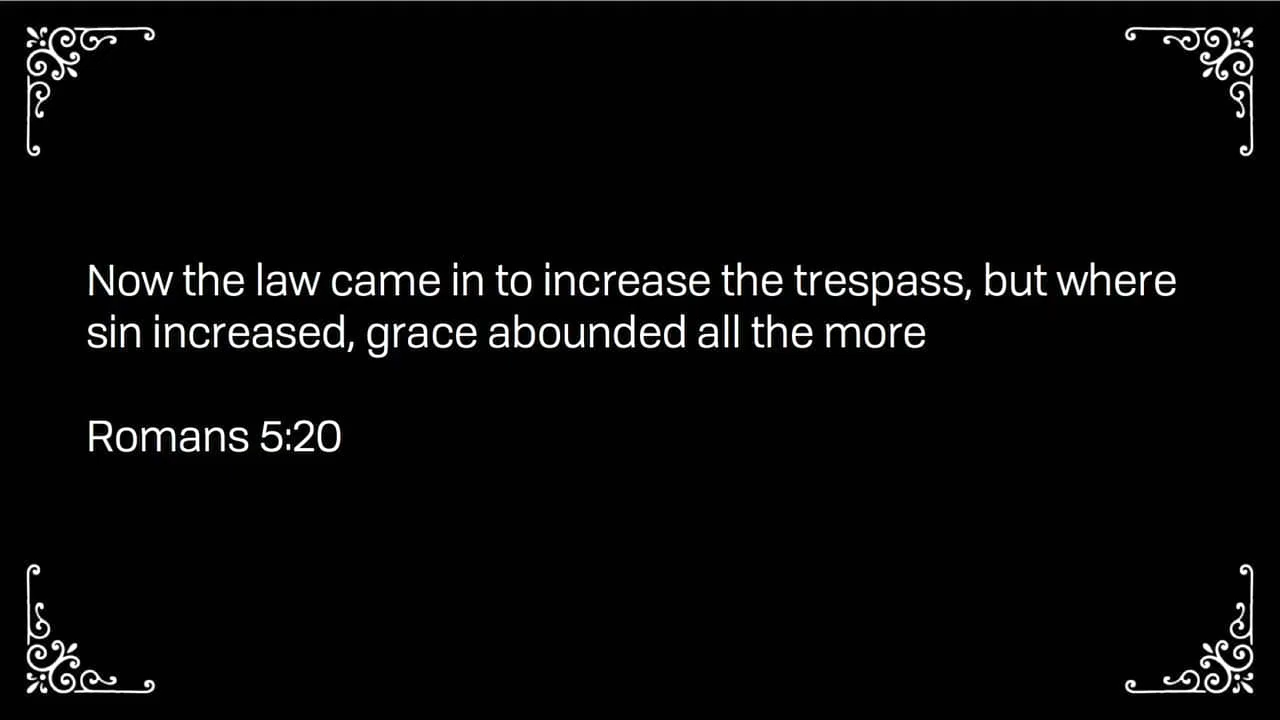 Now the law came in to increase the trespass, but where
sin increased, grace abounded all the more
Romans 5:20